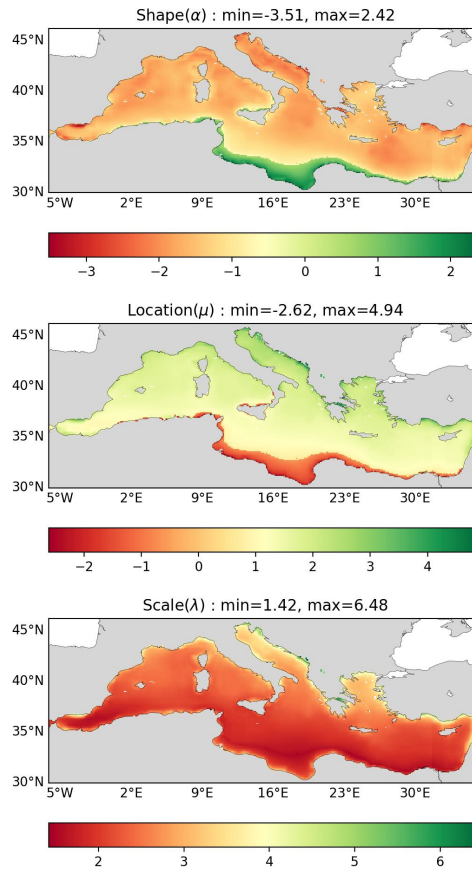 Shape(α) : min=-3.51, max=2.42
45°N
40°N
35°N
30°N
5°W 2°E 9°E 16°E 23°E 30°E
−3 −2 −1 0 1 2
Location(μ) : min=-2.62, max=4.94
45°N
40°N
35°N
30°N
5°W 2°E 9°E 16°E 23°E 30°E
−2 −1 0 1 2 3 4
Scale(λ) : min=1.42, max=6.48
45°N
40°N
35°N
30°N
5°W 2°E 9°E 16°E 23°E 30°E
2 3 4 5 6